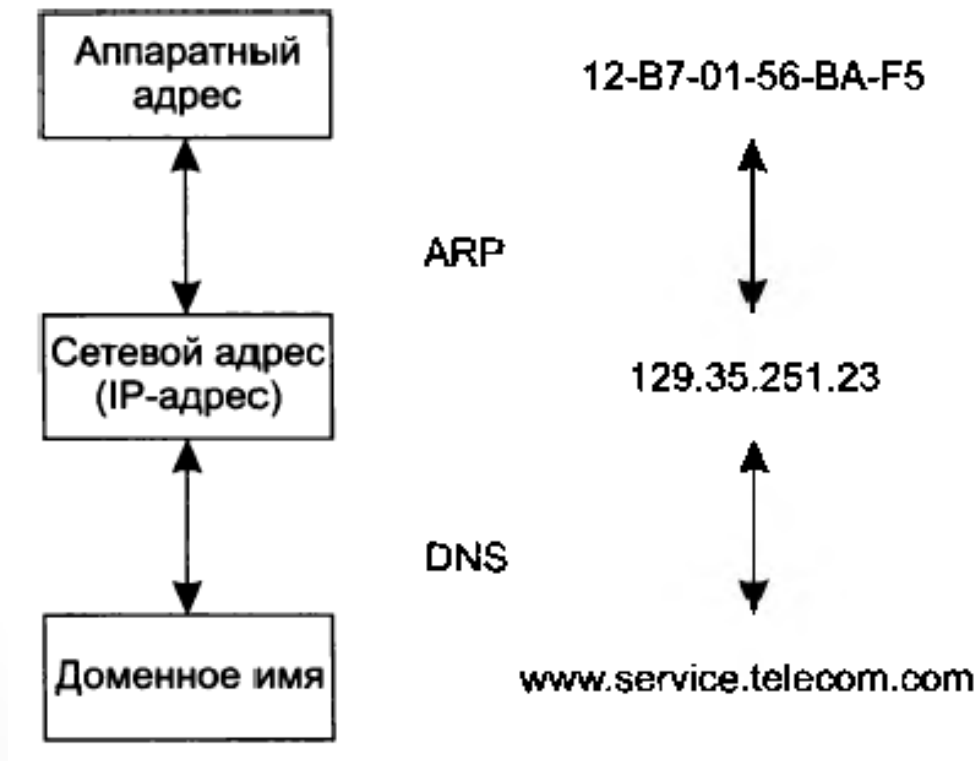 Аппаратный
адрес
12-B7-01-56-BA-F5
ARP
Сетевой адрес
(IP-адрес)
129.35.251.23
DNS
Доменное имя
www.service.telecom.com